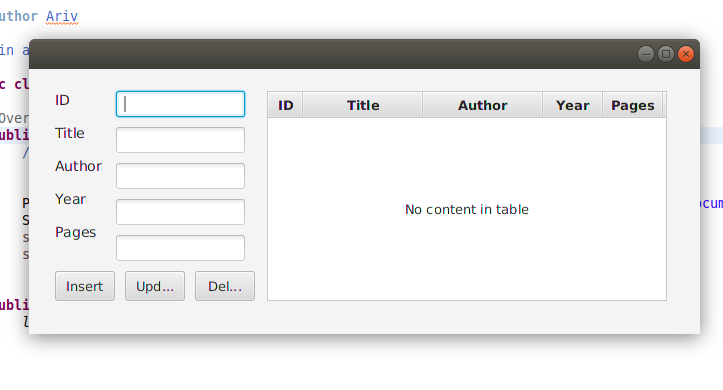 uthor Ariv
in a
c cl
Over
ubli
/
P
S
s
s
ocum
ubli
l
ID
Title
Author
Year
Pages
Insert Upd... Del...
ID Title Author Year Pages
No content in table